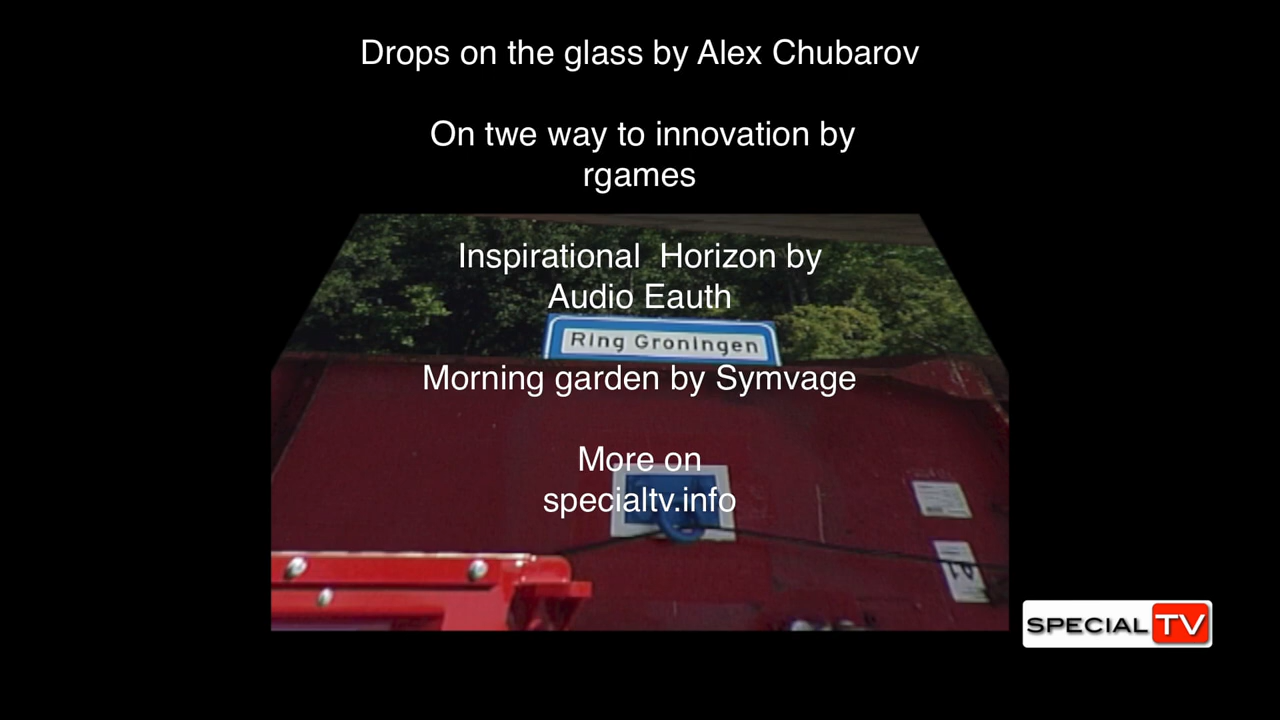 Drops on the glass by Alex Chubarov
On twe way to innovation by
rgames
Inspirational  Horizon by
Audio Eauth
Ring Groningen
Morning garden by Symvage
More on
specialtv.info
SPECIAL TV